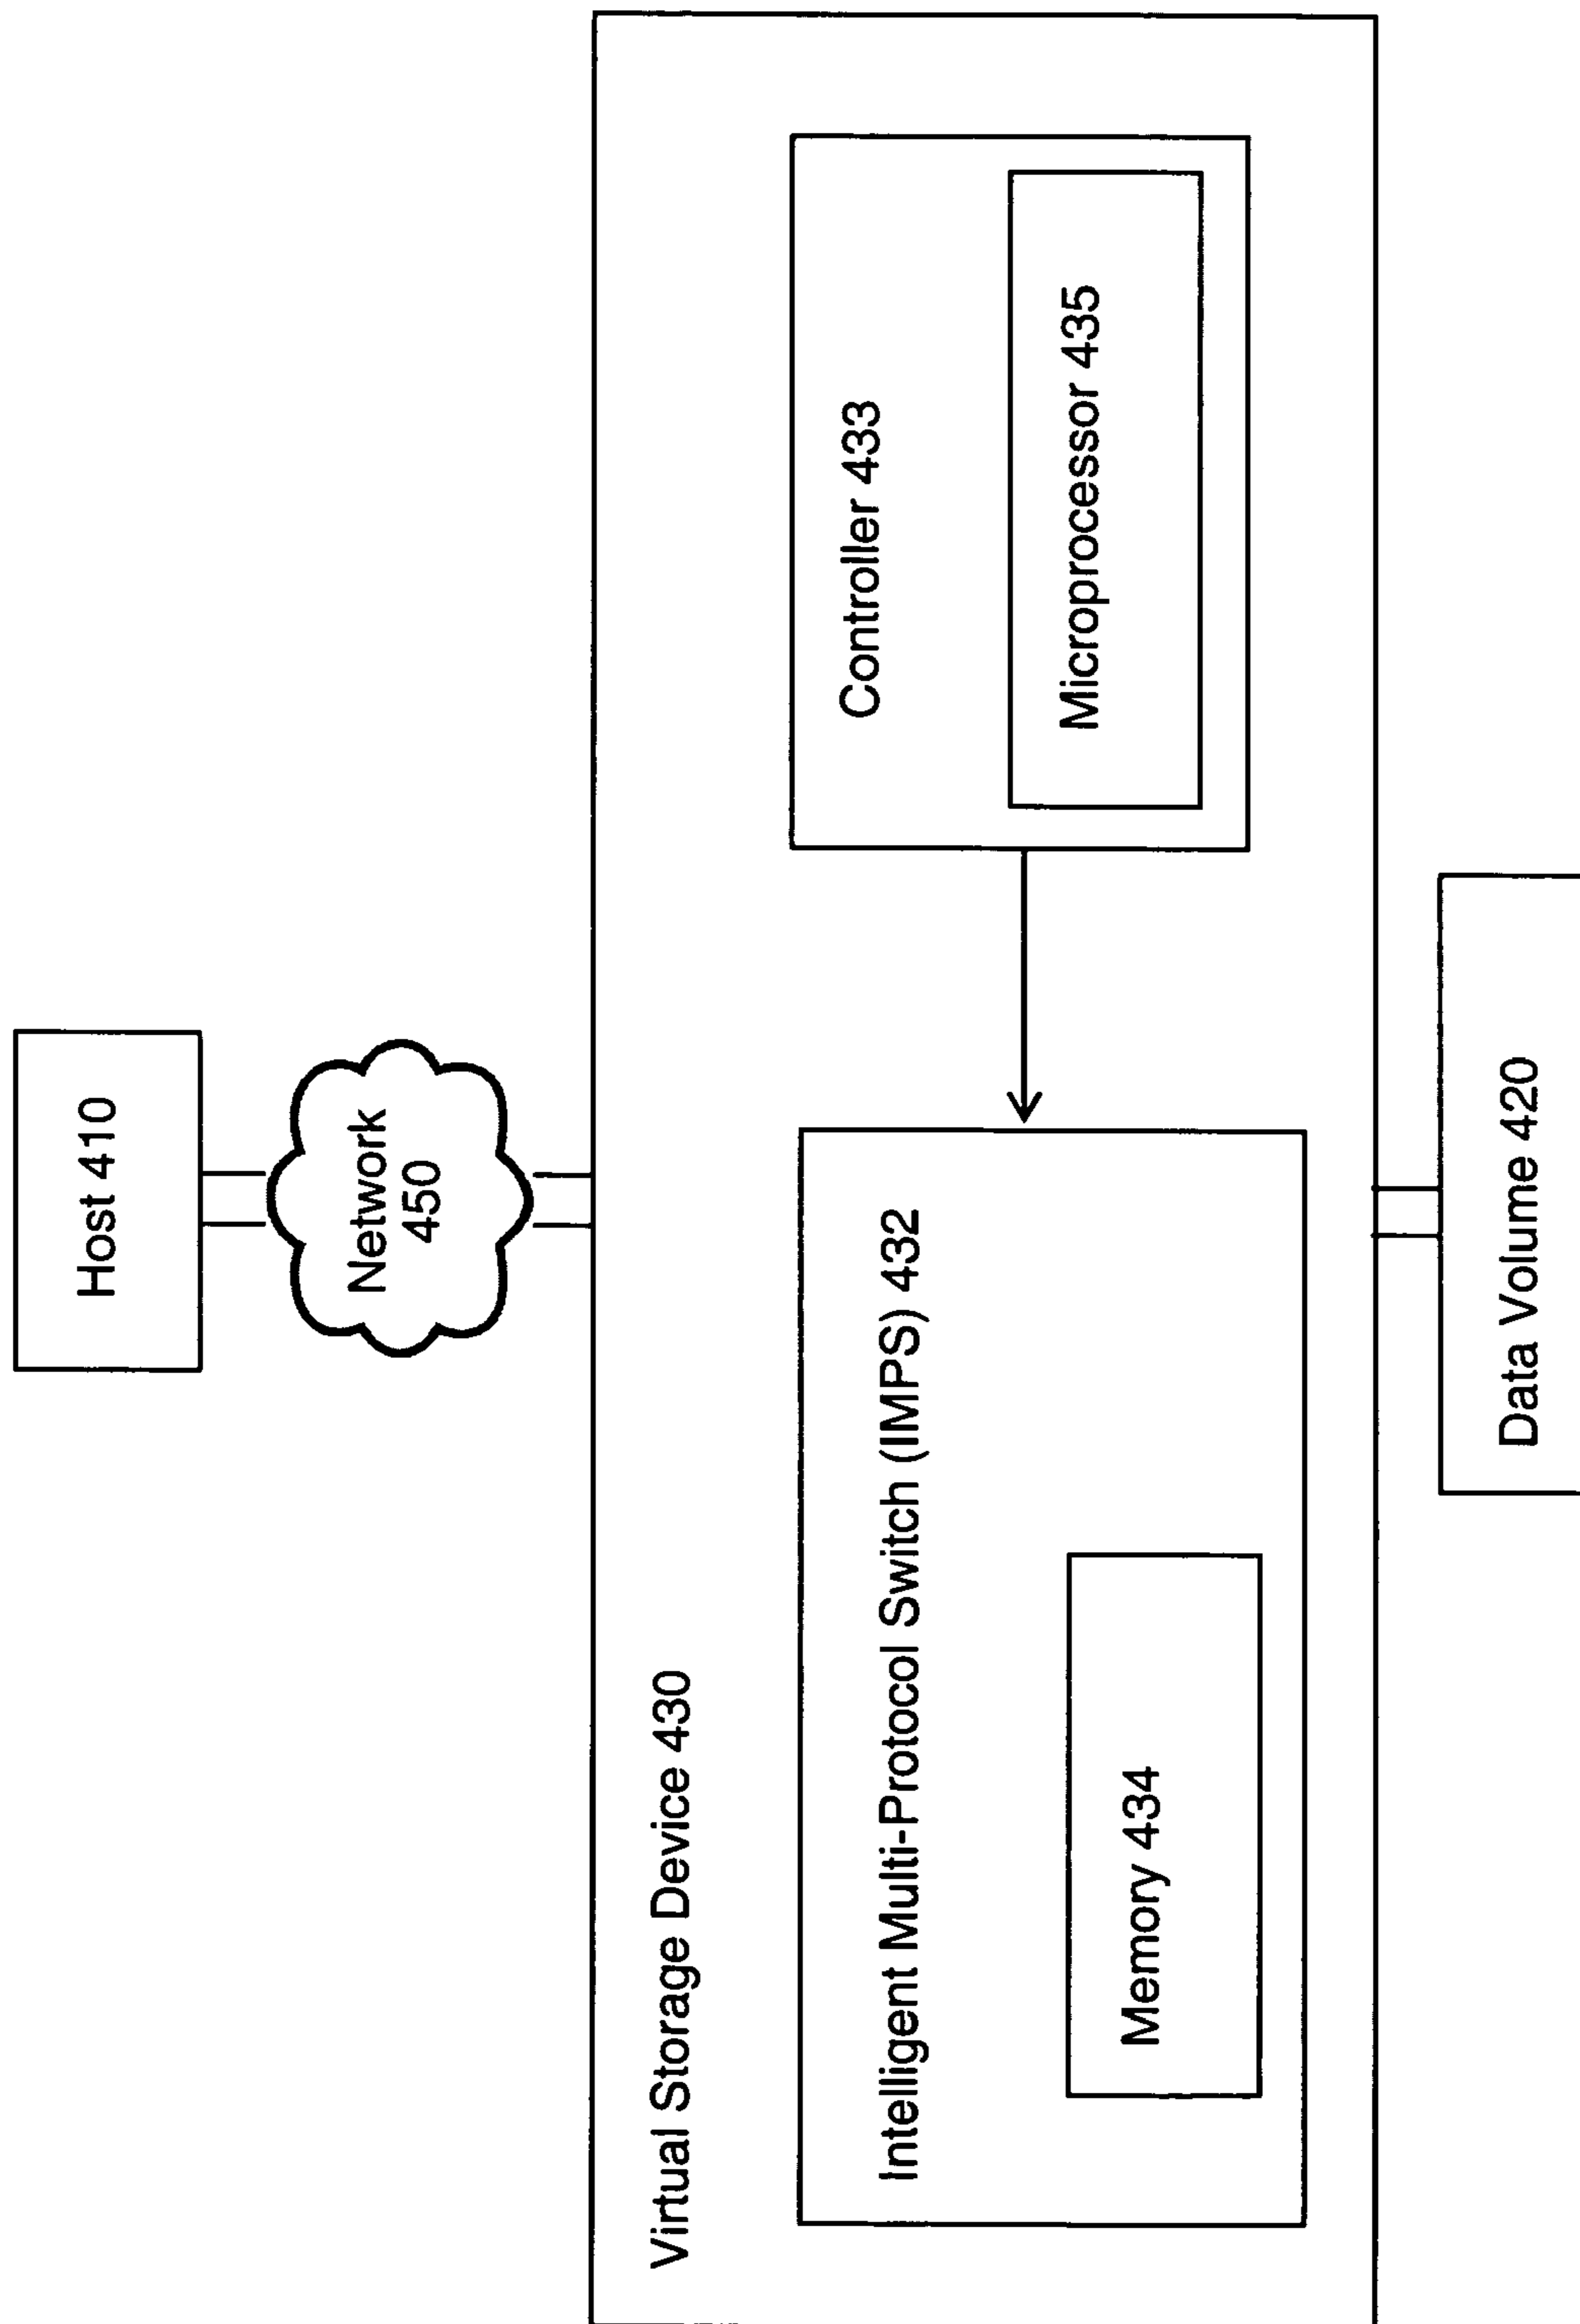 Host 410
Network
450
Virtual Storage Device 430
Intelligent Multi-Protocol Switch (IMPS) 432
Memory 434
Controller 433
Microprocessor 435
Data Volume 420